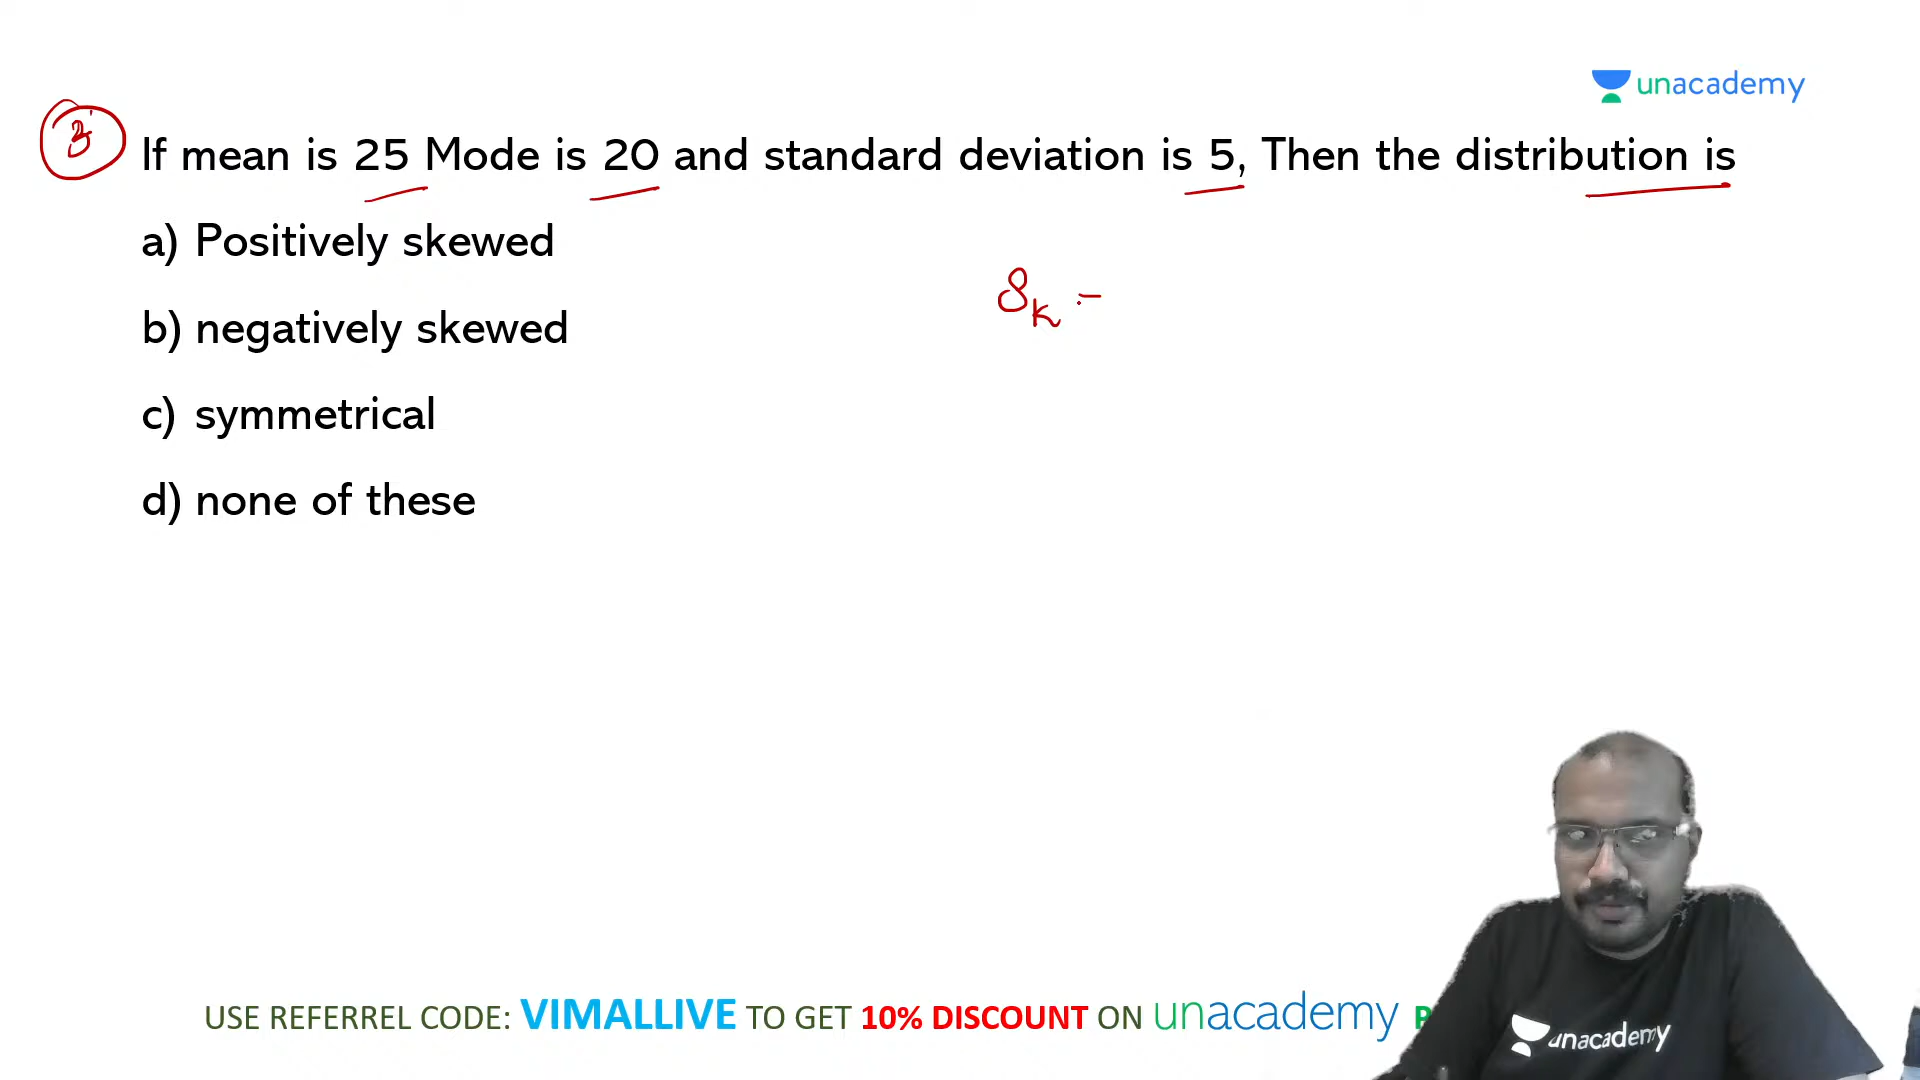 unacademy
3
If mean is 25 Mode is 20 and standard deviation is 5, Then the distribution is
a) Positively skewed
Sk =
b) negatively skewed
c) symmetrical
d) none of these
USE REFERREL CODE: VIMALLIVE TO GET 10% DISCOUNT ON unacademy P
unacademy